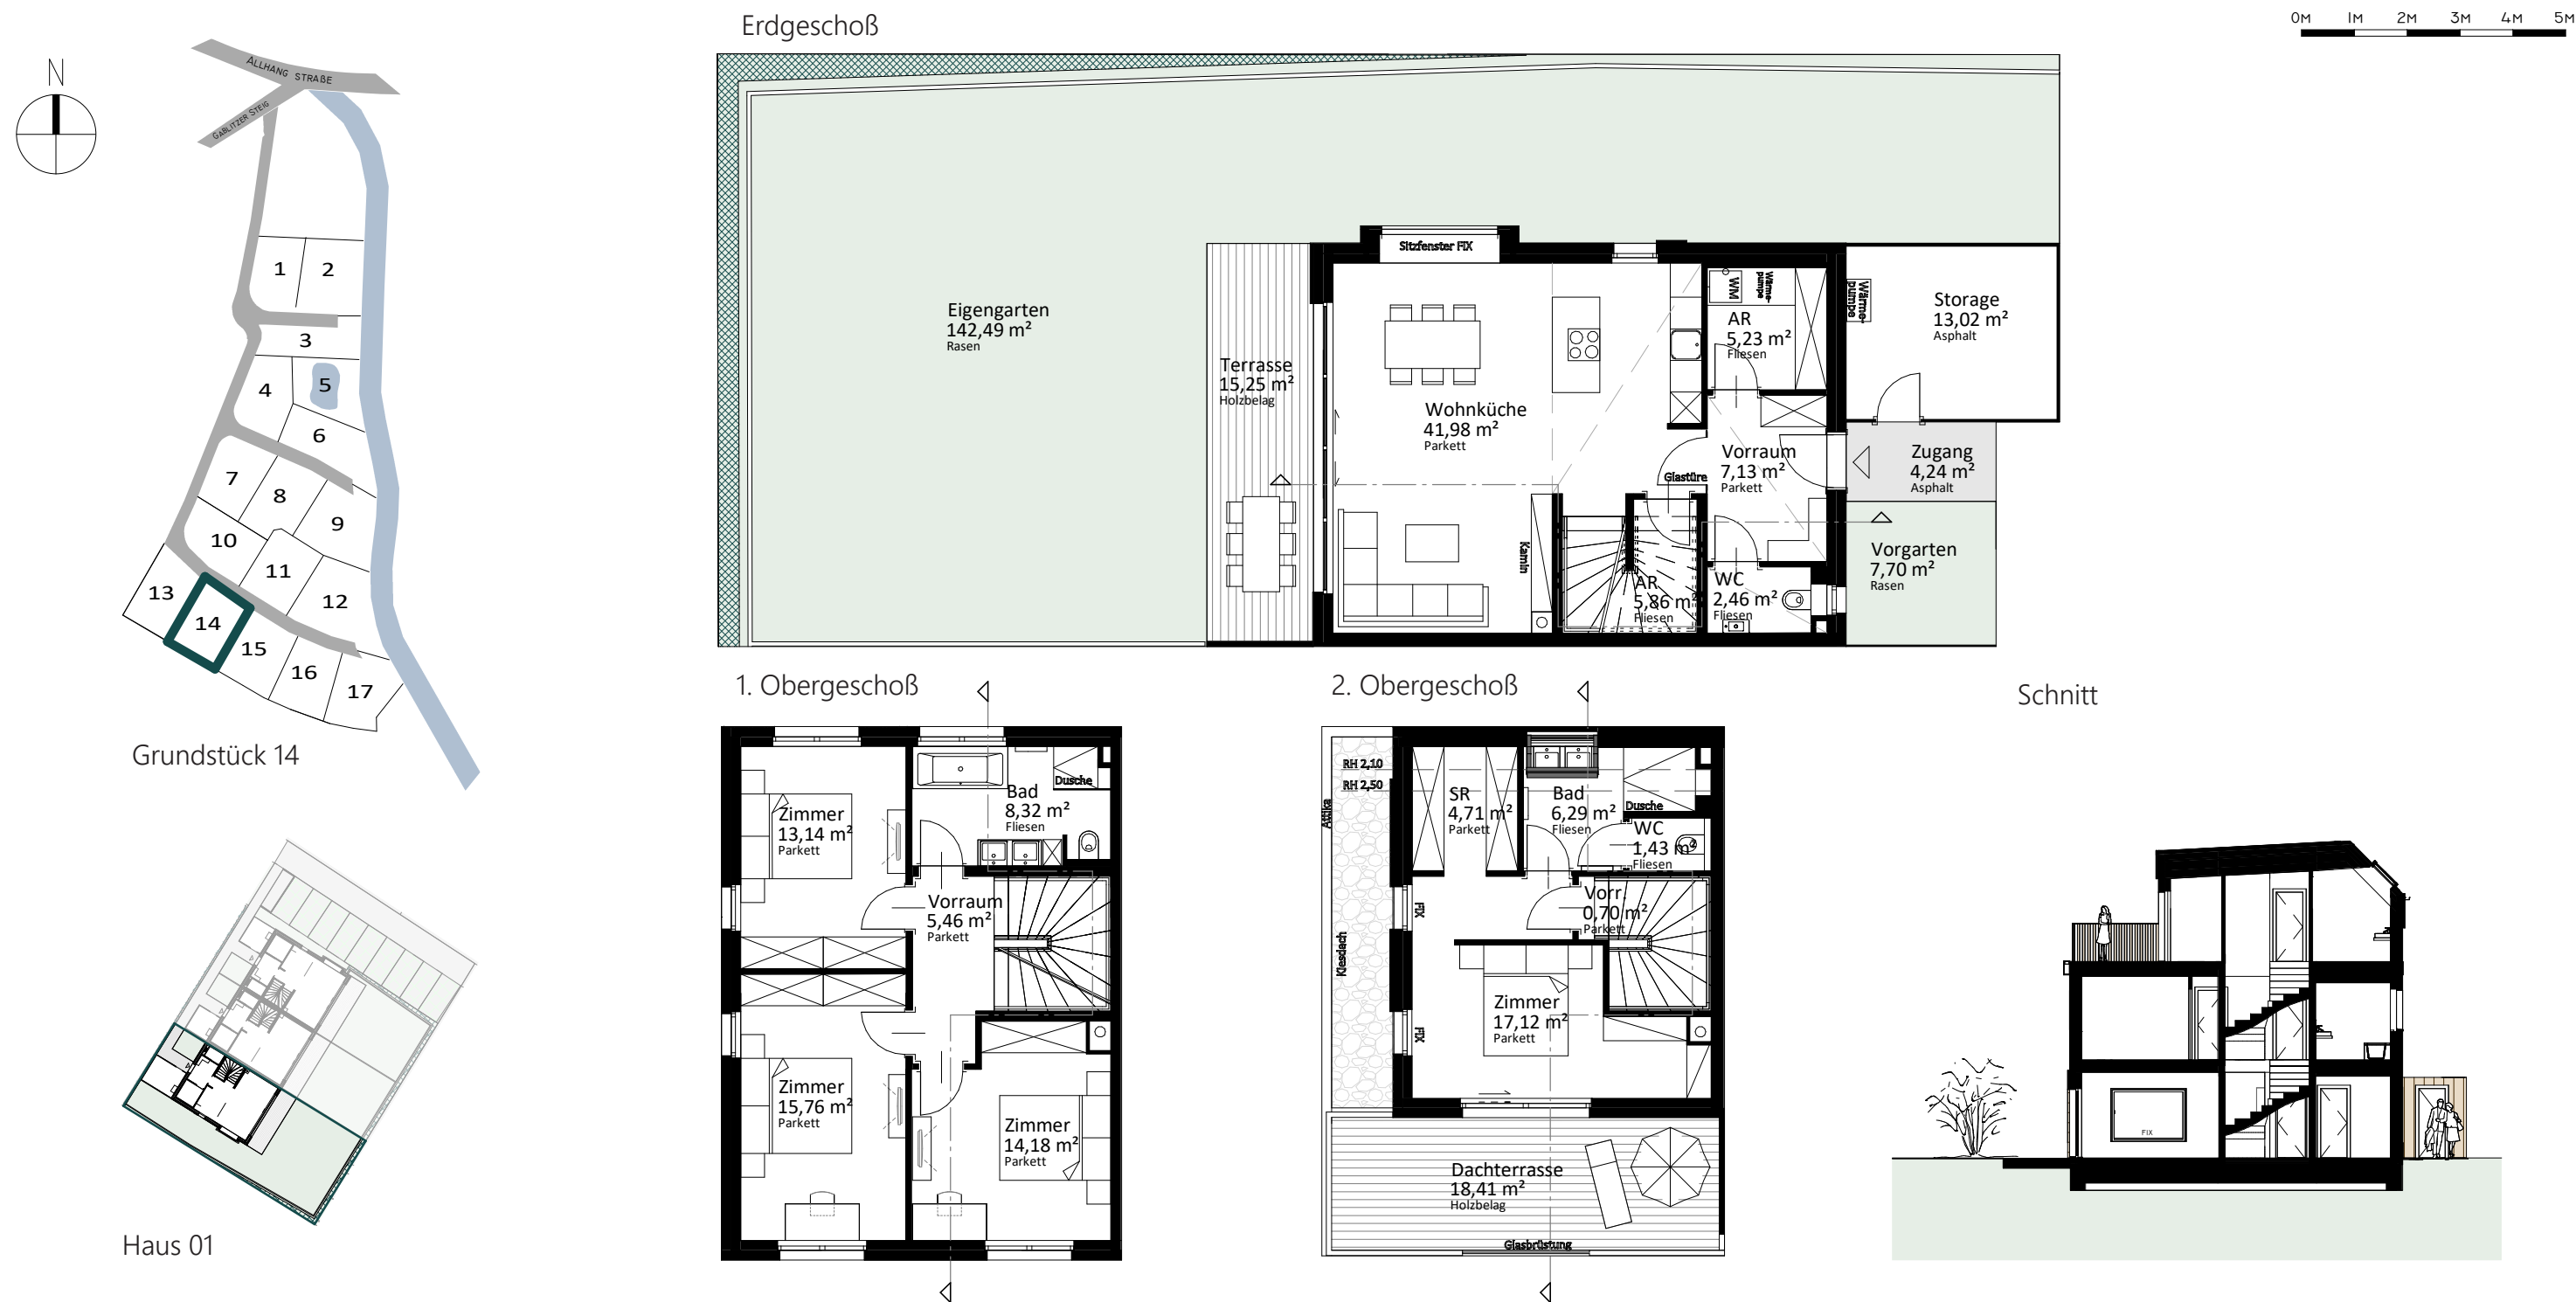 Erdgeschoß
0M 1M 2M 3M 4M 5M
N
ALLHANG STRAßE
GABLITZER STEIG
1
2
3
4
5
6
7
8
9
10
11
12
13
14
15
16
17
Grundstück 14
Haus 01
Eigengarten
142,49 m²
Rasen
Terrasse
15,25 m²
Holzbelag
Sitzfenster FIX
Wohnküche
41,98 m²
Parkett
Kamin
Glastüre
WM
Wärme-
pumpe
AR
5,23 m²
Fliesen
Vorraum
7,13 m²
Parkett
AR
5,86 m²
Fliesen
WC
2,46 m²
Fliesen
Wärme-
pumpe
Storage
13,02 m²
Asphalt
Zugang
4,24 m²
Asphalt
Vorgarten
7,70 m²
Rasen
1. Obergeschoß
Zimmer
13,14 m²
Parkett
Bad
8,32 m²
Fliesen
Dusche
Vorraum
5,46 m²
Parkett
Zimmer
15,76 m²
Parkett
Zimmer
14,18 m²
Parkett
2. Obergeschoß
RH 2,10
RH 2,50
Attika
Kiesdach
SR
4,71 m²
Parkett
Bad
6,29 m²
Fliesen
Dusche
WC
1,43 m²
Fliesen
Vorr.
0,70 m²
Parkett
FIX
FIX
Zimmer
17,12 m²
Parkett
Dachterrasse
18,41 m²
Holzbelag
Glasbrüstung
Schnitt
FIX